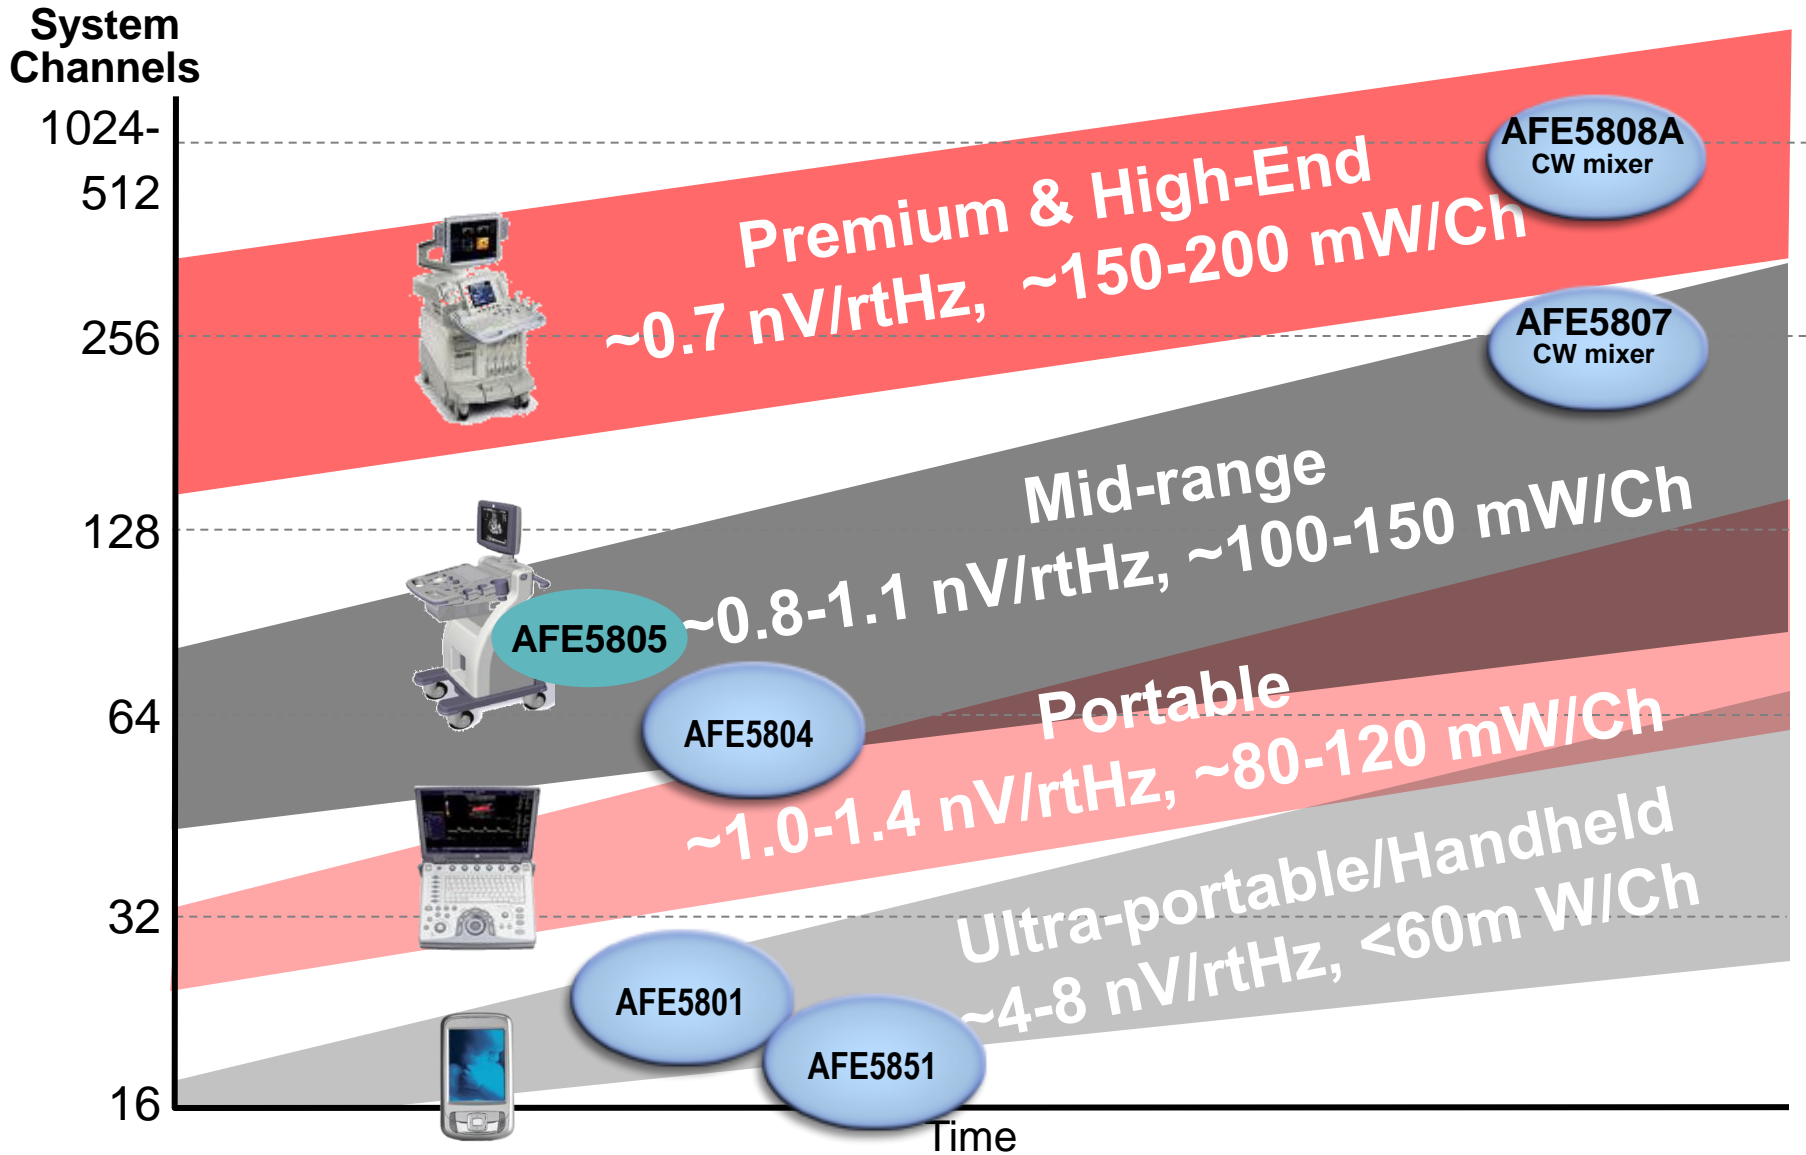 System
Channels
1024-
512
256
128
64
32
16
Premium & High-End
~0.7 nV/rtHz, ~150-200 mW/Ch
AFE5808A
CW mixer
AFE5807
CW mixer
Mid-range
~0.8-1.1 nV/rtHz, ~100-150 mW/Ch
AFE5805
AFE5804
Portable
~1.0-1.4 nV/rtHz, ~80-120 mW/Ch
Ultra-portable/Handheld
~4-8 nV/rtHz, <60m W/Ch
AFE5801
AFE5851
Time